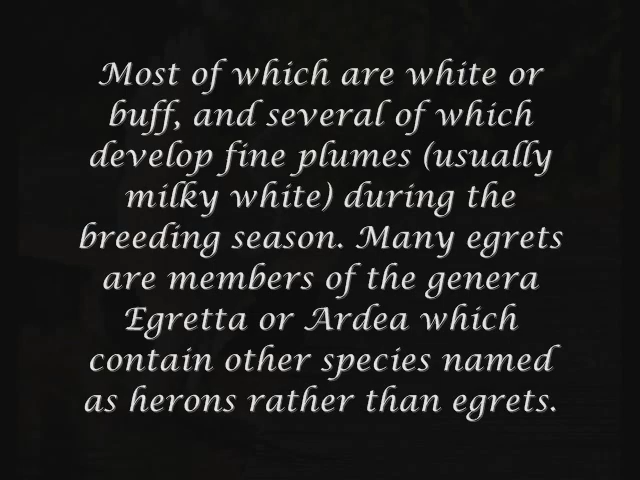 Most of which are white or
buff, and several of which
develop fine plumes (usually
milky white) during the
breeding season. Many egrets
are members of the genera
Egretta or Ardea which
contain other species named
as herons rather than egrets.